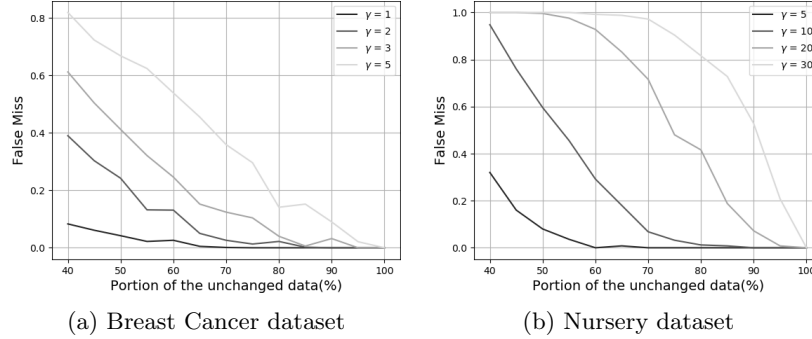 0.8
0.6
0.4
0.2
0.0
False Miss
γ = 1
γ = 2
γ = 3
γ = 5
40 50 60 70 80 90 100
Portion of the unchanged data(%)
(a) Breast Cancer dataset
1.0
0.8
0.6
0.4
0.2
0.0
False Miss
γ = 5
γ = 10
γ = 20
γ = 30
40 50 60 70 80 90 100
Portion of the unchanged data(%)
(b) Nursery dataset